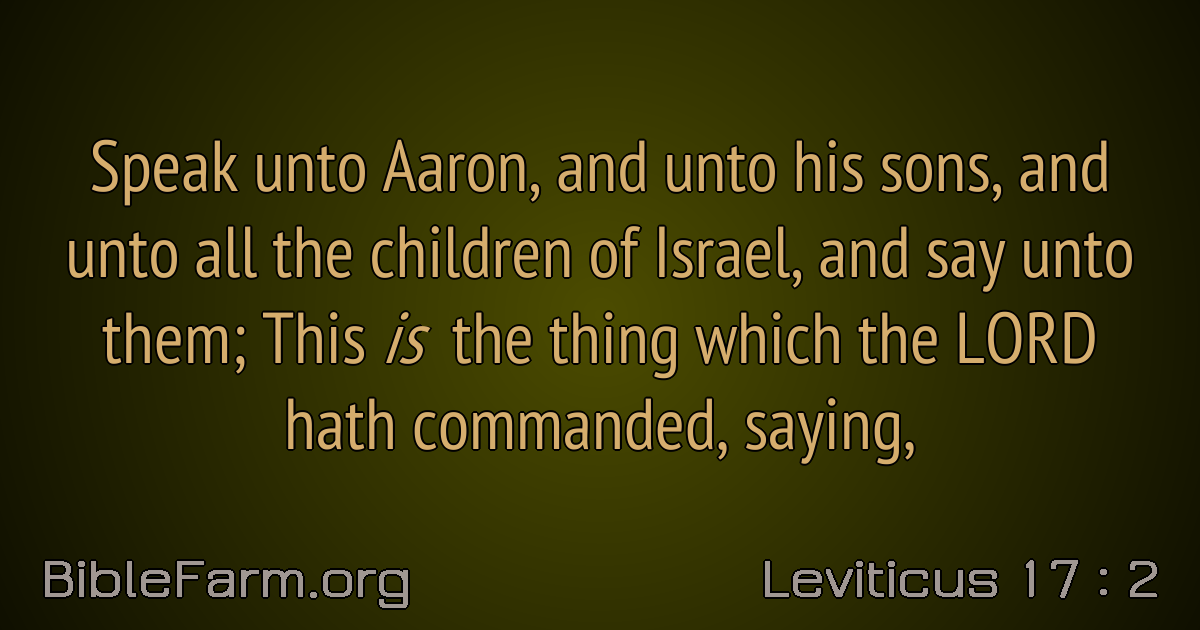 Speak unto Aaron, and unto his sons, and
unto all the children of Israel, and say unto
them; This is the thing which the LORD
hath commanded, saying,
BibleFarm.org
Leviticus 17 : 2